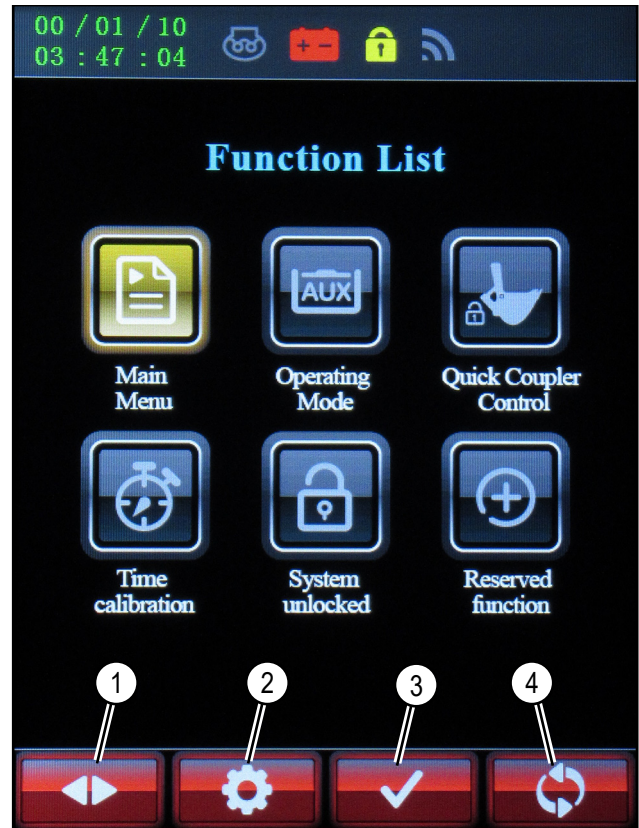 00 / 01 / 10
03 : 47 : 04
Function List
AUX
Main
Menu
Operating
Mode
Quick Coupler
Control
1
Time
calibration
System
unlocked
Reserved
function
1
2
3
4